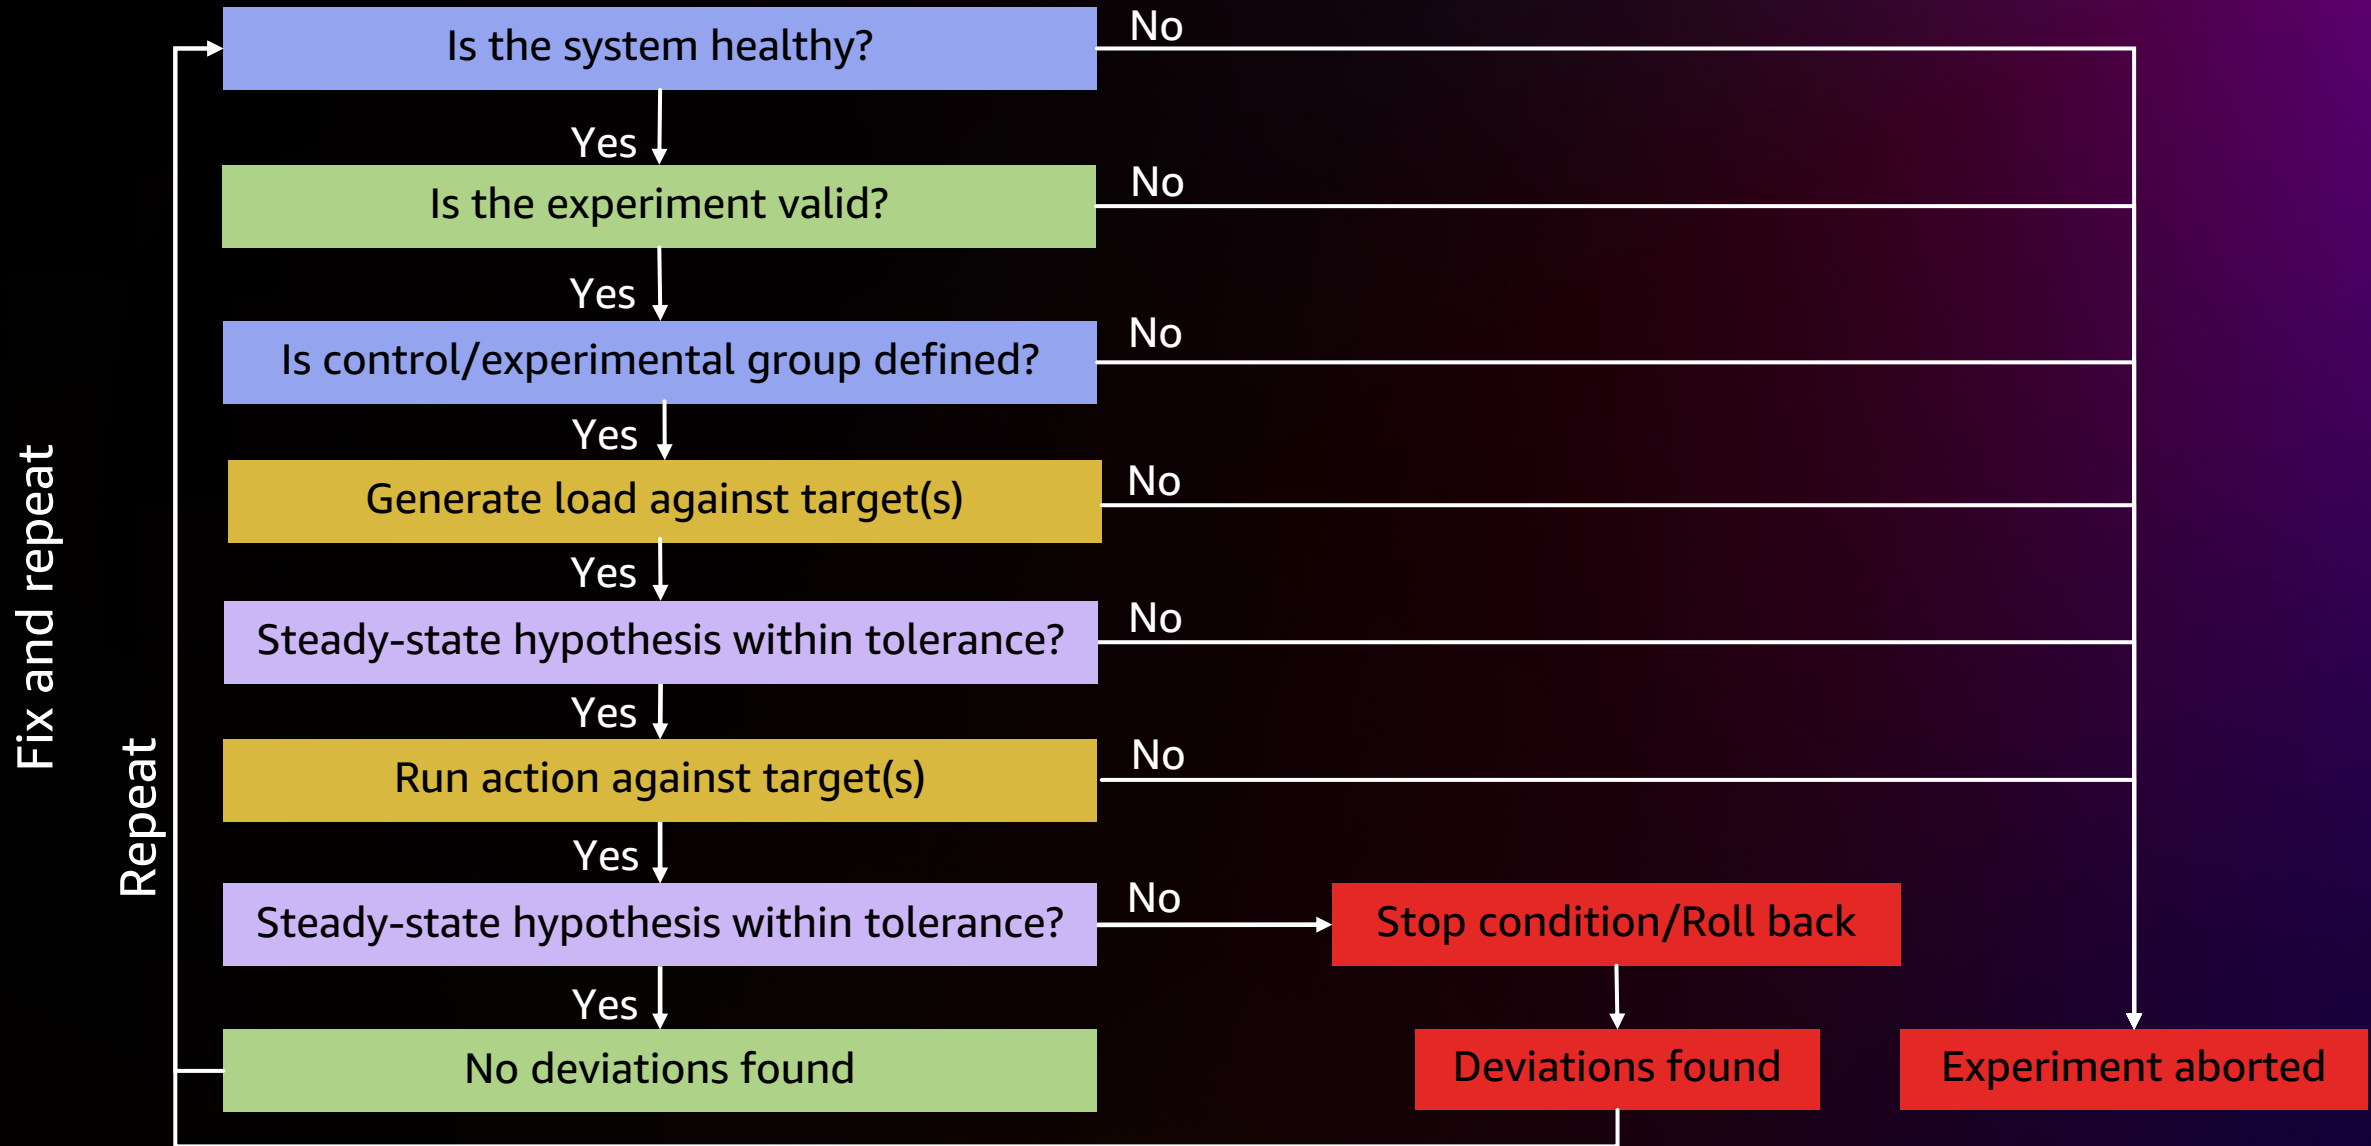 Is the system healthy?
No
Yes
Is the experiment valid?
No
Yes
Is control/experimental group defined?
No
Yes
Generate load against target(s)
No
Yes
Steady-state hypothesis within tolerance?
No
Yes
Run action against target(s)
No
Yes
Steady-state hypothesis within tolerance?
No
Stop condition/Roll back
Yes
No deviations found
Deviations found
Experiment aborted
Repeat
Fix and repeat